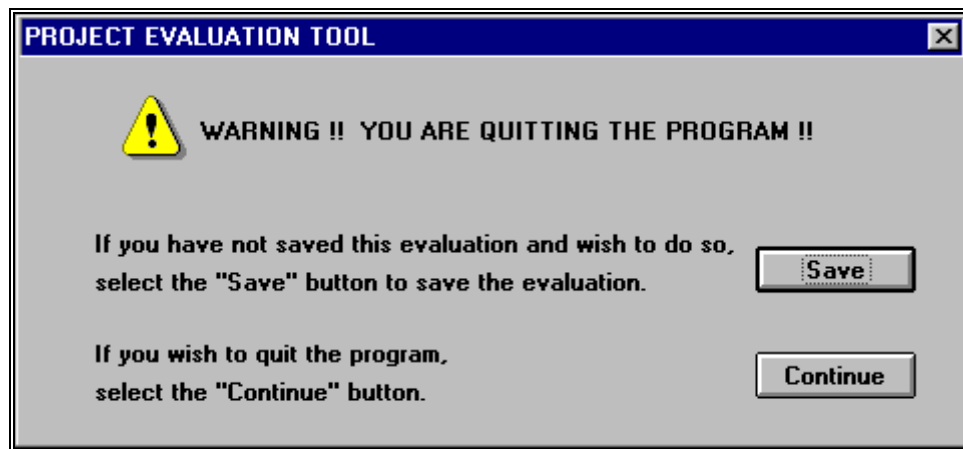 PROJECT EVALUATION TOOL
WARNING !! YOU ARE QUITTING THE PROGRAM !!
If you have not saved this evaluation and wish to do so,
select the "Save" button to save the evaluation.
Save
If you wish to quit the program,
select the "Continue" button.
Continue